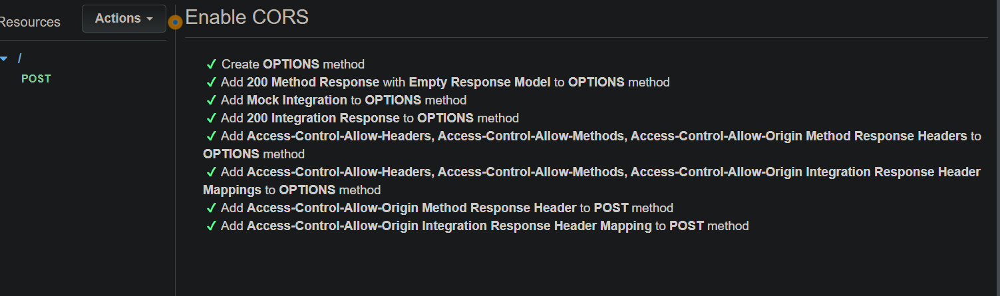 Resources
Actions
Enable CORS
/
POST
✓ Create OPTIONS method
✓ Add 200 Method Response with Empty Response Model to OPTIONS method
✓ Add Mock Integration to OPTIONS method
✓ Add 200 Integration Response to OPTIONS method
✓ Add Access-Control-Allow-Headers, Access-Control-Allow-Methods, Access-Control-Allow-Origin Method Response Headers to
OPTIONS method
✓ Add Access-Control-Allow-Headers, Access-Control-Allow-Methods, Access-Control-Allow-Origin Integration Response Header
Mappings to OPTIONS method
✓ Add Access-Control-Allow-Origin Method Response Header to POST method
✓ Add Access-Control-Allow-Origin Integration Response Header Mapping to POST method